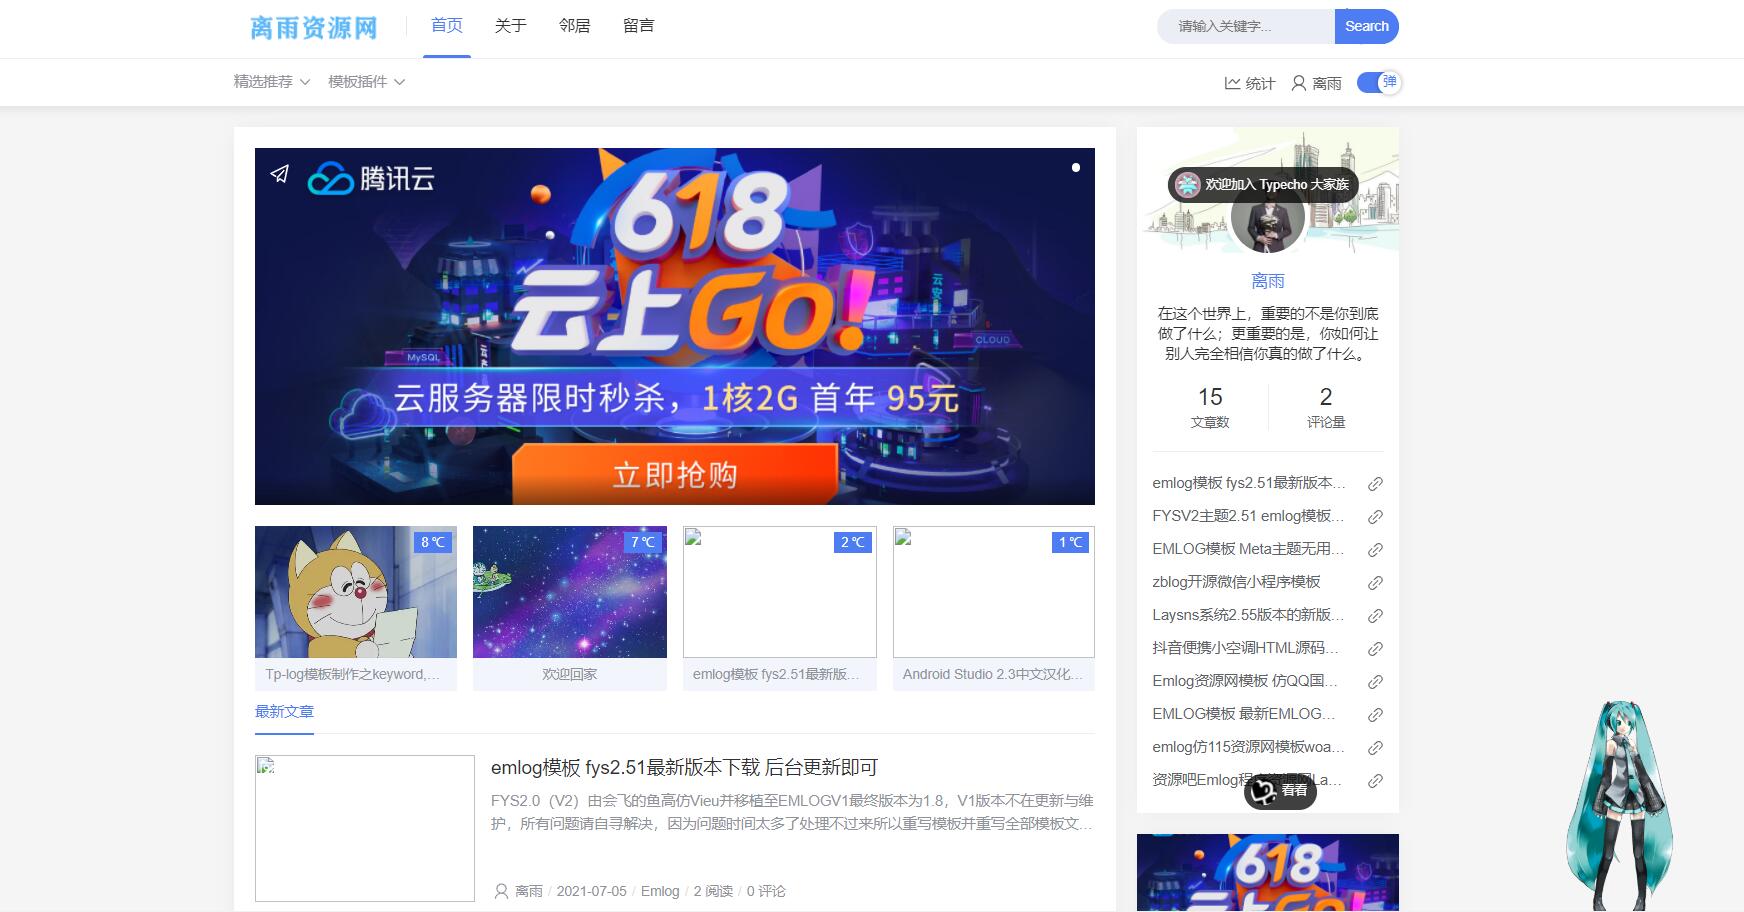 离雨资源网
首页
关于
邻居
留言
请输入关键字...
Search
精选推荐
模板插件
统计
离雨
弹
腾讯云
618
云上GO!
云安
MySQL
CLOUD
云服务器限时秒杀，1核2G 首年 95元
立即抢购
8 ℃
7 ℃
2 ℃
1 ℃
Tp-log模板制作之keyword,...
欢迎回家
emlog模板 fys2.51最新版...
Android Studio 2.3中文汉化...
最新文章
emlog模板 fys2.51最新版本下载 后台更新即可
FYS2.0（V2）由会飞的鱼高仿Vieu并移植至EMLOGV1最终版本为1.8，V1版本不在更新与维
护，所有问题请自寻解决，因为问题时间太多了处理不过来所以重写模板并重写全部模板文...
离雨 / 2021-07-05 / Emlog / 2 阅读 / 0 评论
欢迎加入 Typecho 大家族
离雨
在这个世界上，重要的不是你到底
做了什么；更重要的是，你如何让
别人完全相信你真的做了什么。
15
文章数
2
评论量
emlog模板 fys2.51最新版本...
FYSV2主题2.51 emlog模板...
EMLOG模板 Meta主题无用...
zblog开源微信小程序模板
Laysns系统2.55版本的新版...
抖音便携小空调HTML源码...
Emlog资源网模板 仿QQ国...
EMLOG模板 最新EMLOG...
emlog仿115资源网模板woa...
资源吧Emlog程序资源网La...
看看
618
云上GO!